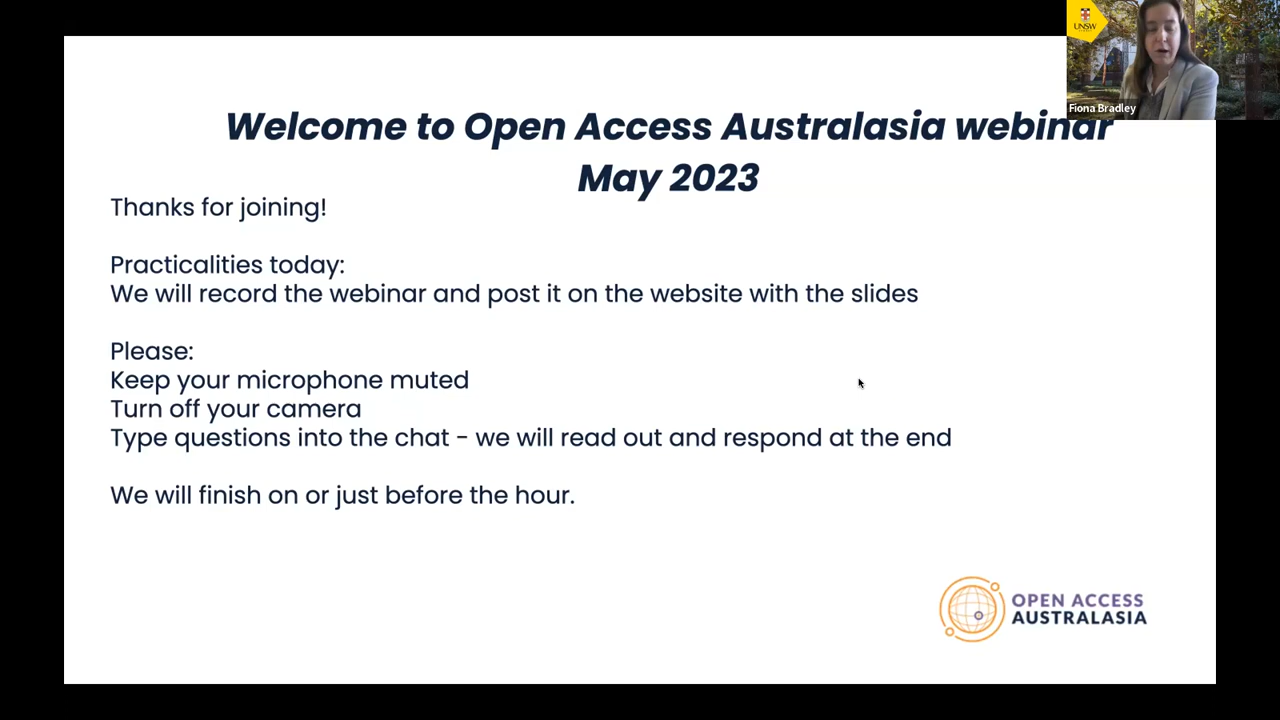 UNSW
Fiona Bradley
Welcome to Open Access Australasia webinar
May 2023
Thanks for joining!
Practicalities today:
We will record the webinar and post it on the website with the slides
Please:
Keep your microphone muted
Turn off your camera
Type questions into the chat - we will read out and respond at the end
We will finish on or just before the hour.
OPEN ACCESS
AUSTRALASIA